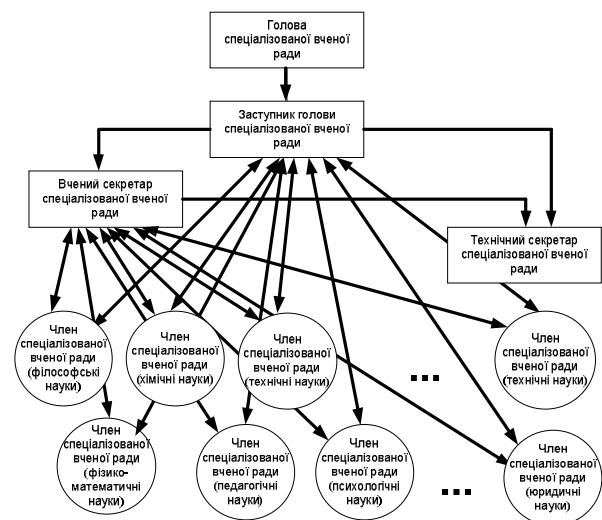 Голова
спеціалізованої вченої
ради
Заступник голови
спеціалізованої вченої
ради
Вчений секретар
спеціалізованої вченої
ради
Технічний секретар
спеціалізованої вченої
ради
Член
спеціалізованої
вченої ради
(філософські
науки)
Член
спеціалізованої
вченої ради
(хімічні науки)
Член
спеціалізованої
вченої ради
(технічні науки)
...
Член
спеціалізованої
вченої ради
(технічні науки)
Член
спеціалізованої
вченої ради
(фізико-
математичні
науки)
Член
спеціалізованої
вченої ради
(педагогічні
науки)
Член
спеціалізованої
вченої ради
(психологічні
науки)
...
Член
спеціалізованої
вченої ради
(юридичні
науки)